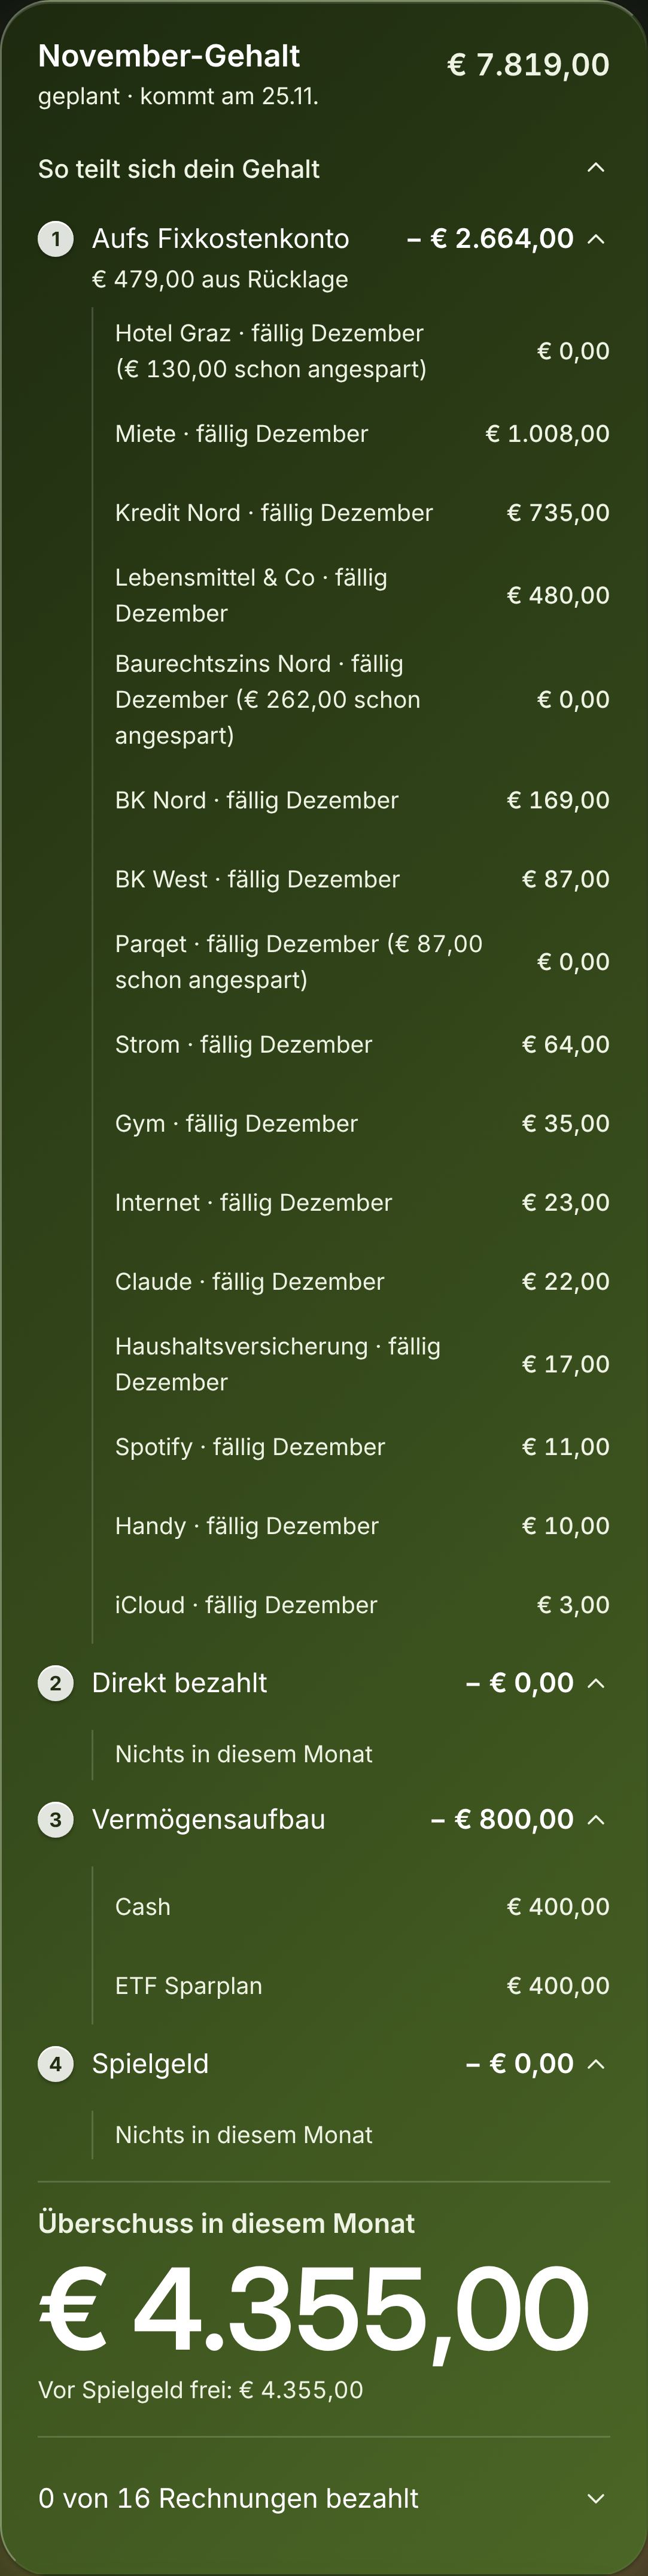 November-Gehalt
€ 7.819,00
geplant · kommt am 25.11.
So teilt sich dein Gehalt
1 Aufs Fixkostenkonto – € 2.664,00
€ 479,00 aus Rücklage
Hotel Graz · fällig Dezember
(€ 130,00 schon angespart)
€ 0,00
Miete · fällig Dezember € 1.008,00
Kredit Nord · fällig Dezember € 735,00
Lebensmittel & Co · fällig
Dezember
€ 480,00
Baurechtszins Nord · fällig
Dezember (€ 262,00 schon
angespart)
€ 0,00
BK Nord · fällig Dezember € 169,00
BK West · fällig Dezember € 87,00
Parqet · fällig Dezember (€ 87,00
schon angespart)
€ 0,00
Strom · fällig Dezember € 64,00
Gym · fällig Dezember € 35,00
Internet · fällig Dezember € 23,00
Claude · fällig Dezember € 22,00
Haushaltsversicherung · fällig
Dezember
€ 17,00
Spotify · fällig Dezember € 11,00
Handy · fällig Dezember € 10,00
iCloud · fällig Dezember € 3,00
2 Direkt bezahlt – € 0,00
Nichts in diesem Monat
3 Vermögensaufbau – € 800,00
Cash € 400,00
ETF Sparplan € 400,00
4 Spielgeld – € 0,00
Nichts in diesem Monat
Überschuss in diesem Monat
€ 4.355,00
Vor Spielgeld frei: € 4.355,00
0 von 16 Rechnungen bezahlt